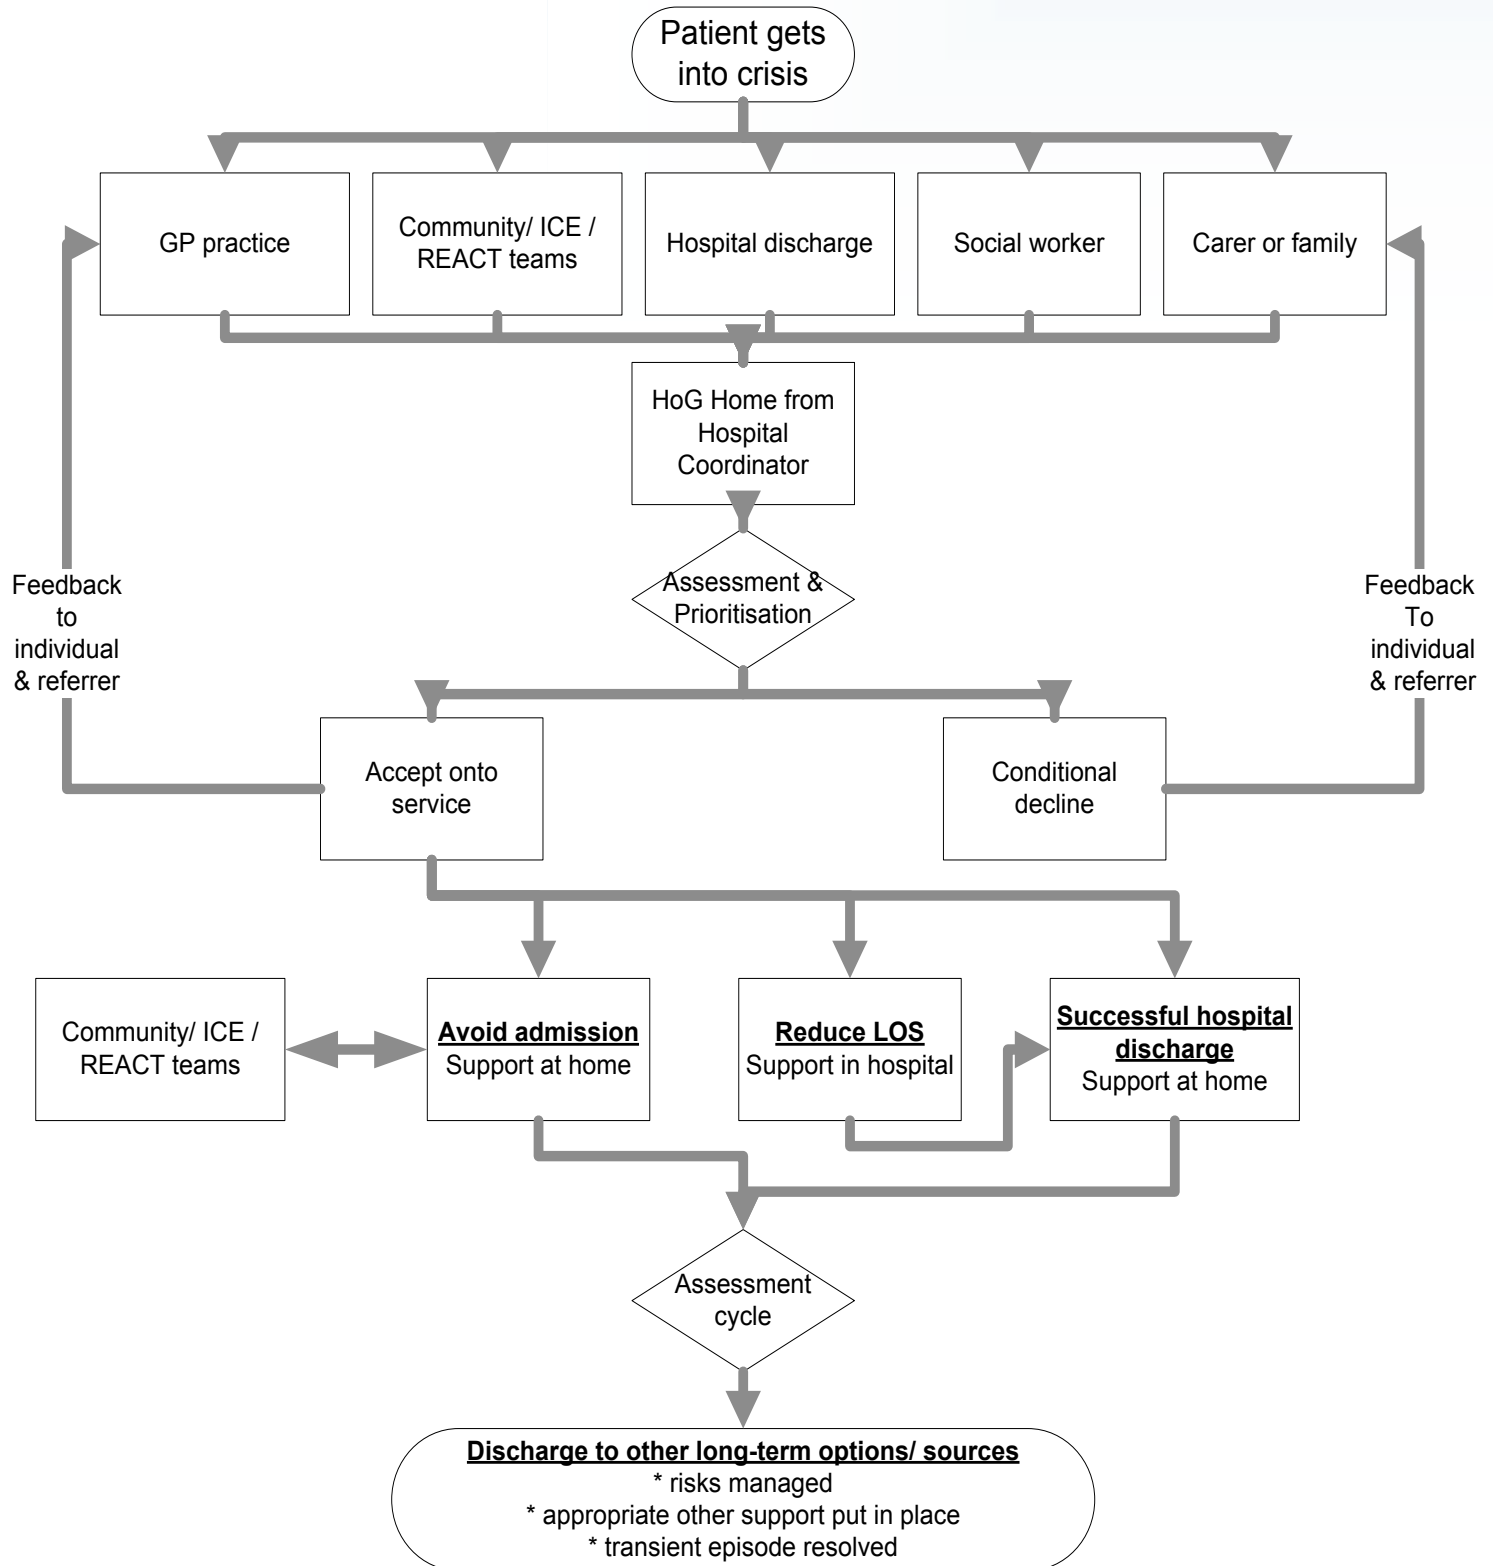 Patient gets
into crisis
GP practice
Community/ ICE /
REACT teams
Hospital discharge
Social worker
Carer or family
HoG Home from
Hospital
Coordinator
Assessment &
Prioritisation
Feedback
to
individual
& referrer
Feedback
To
individual
& referrer
Accept onto
service
Conditional
decline
Community/ ICE /
REACT teams
Avoid admission
Support at home
Reduce LOS
Support in hospital
Successful hospital
discharge
Support at home
Assessment
cycle
Discharge to other long-term options/ sources
* risks managed
* appropriate other support put in place
* transient episode resolved